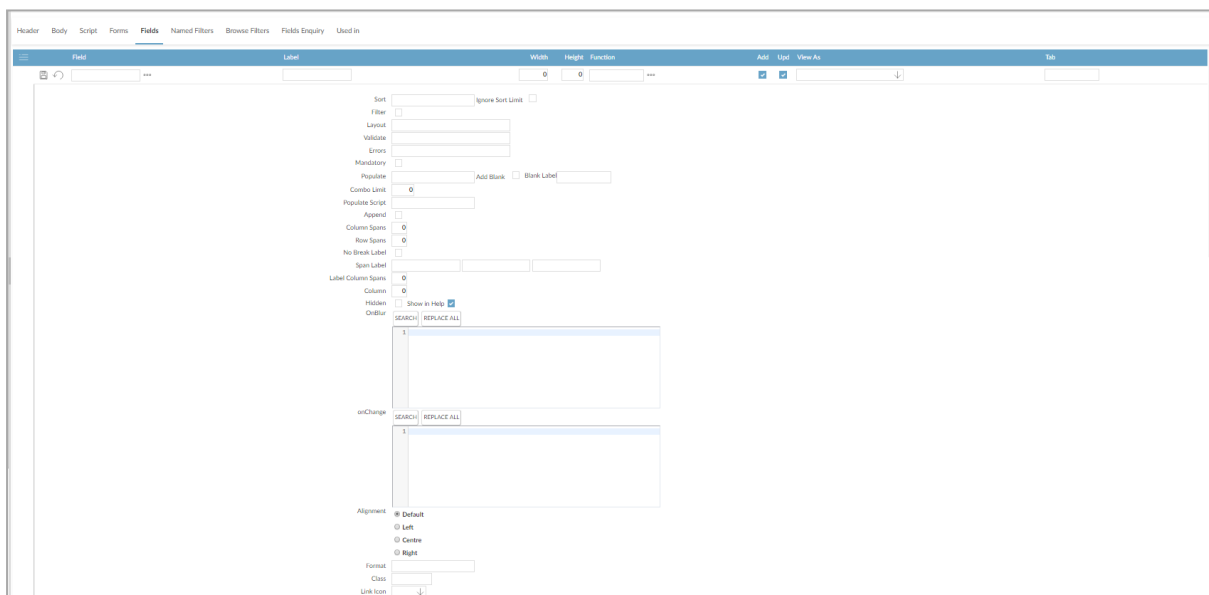 Header Body Script Forms Fields Named Filters Browse Filters Fields Enquiry Used in
Field Label Width Height Function Add Upd View As Tab
0 0
Sort Ignore Sort Limit
Filter
Layout
Validate
Errors
Mandatory
Populate Add Blank Blank Label
Combo Limit 0
Populate Script
Append
Column Spans 0
Row Spans 0
No Break Label
Span Label
Label Column Spans 0
Column 0
Hidden Show in Help
OnBlur SEARCH REPLACE ALL
1
onChange SEARCH REPLACE ALL
1
Alignment Default
Left
Centre
Right
Format
Class
Link Icon